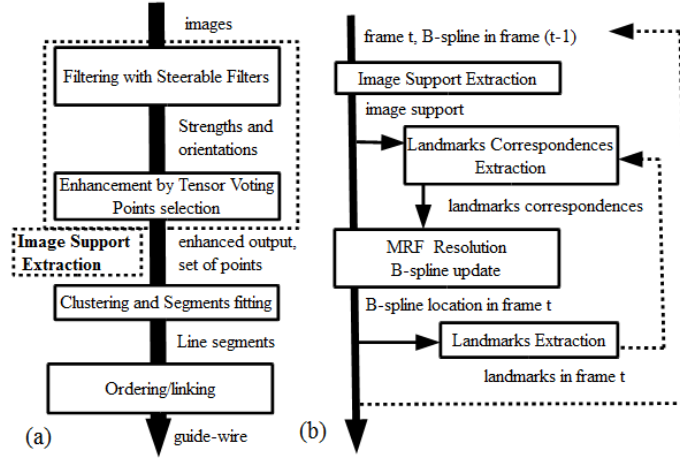 images
Filtering with Steerable Filters
Strengths and
orientations
Enhancement by Tensor Voting
Points selection
Image Support
Extraction
enhanced output,
set of points
Clustering and Segments fitting
Line segments
Ordering/linking
(a)
guide-wire
frame t, B-spline in frame (t-1)
Image Support Extraction
image support
Landmarks Correspondences
Extraction
landmarks correspondences
MRF Resolution
B-spline update
B-spline location in frame t
Landmarks Extraction
landmarks in frame t
(b)